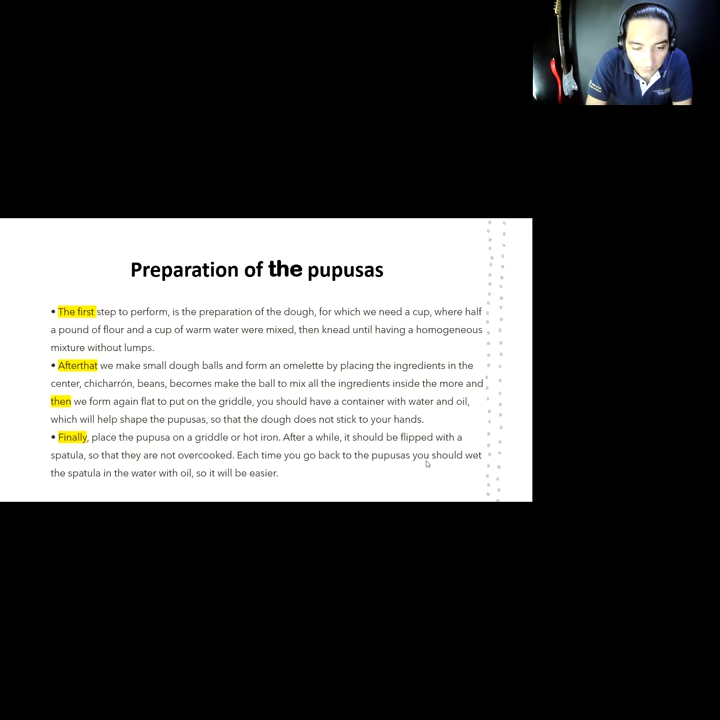 Preparation of the pupusas
• The first step to perform, is the preparation of the dough, for which we need a cup, where half
a pound of flour and a cup of warm water were mixed, then knead until having a homogeneous
mixture without lumps.
• Afterthat we make small dough balls and form an omelette by placing the ingredients in the
center, chicharrón, beans, becomes make the ball to mix all the ingredients inside the more and
then we form again flat to put on the griddle, you should have a container with water and oil,
which will help shape the pupusas, so that the dough does not stick to your hands.
• Finally, place the pupusa on a griddle or hot iron. After a while, it should be flipped with a
spatula, so that they are not overcooked. Each time you go back to the pupusas you should wet
the spatula in the water with oil, so it will be easier.